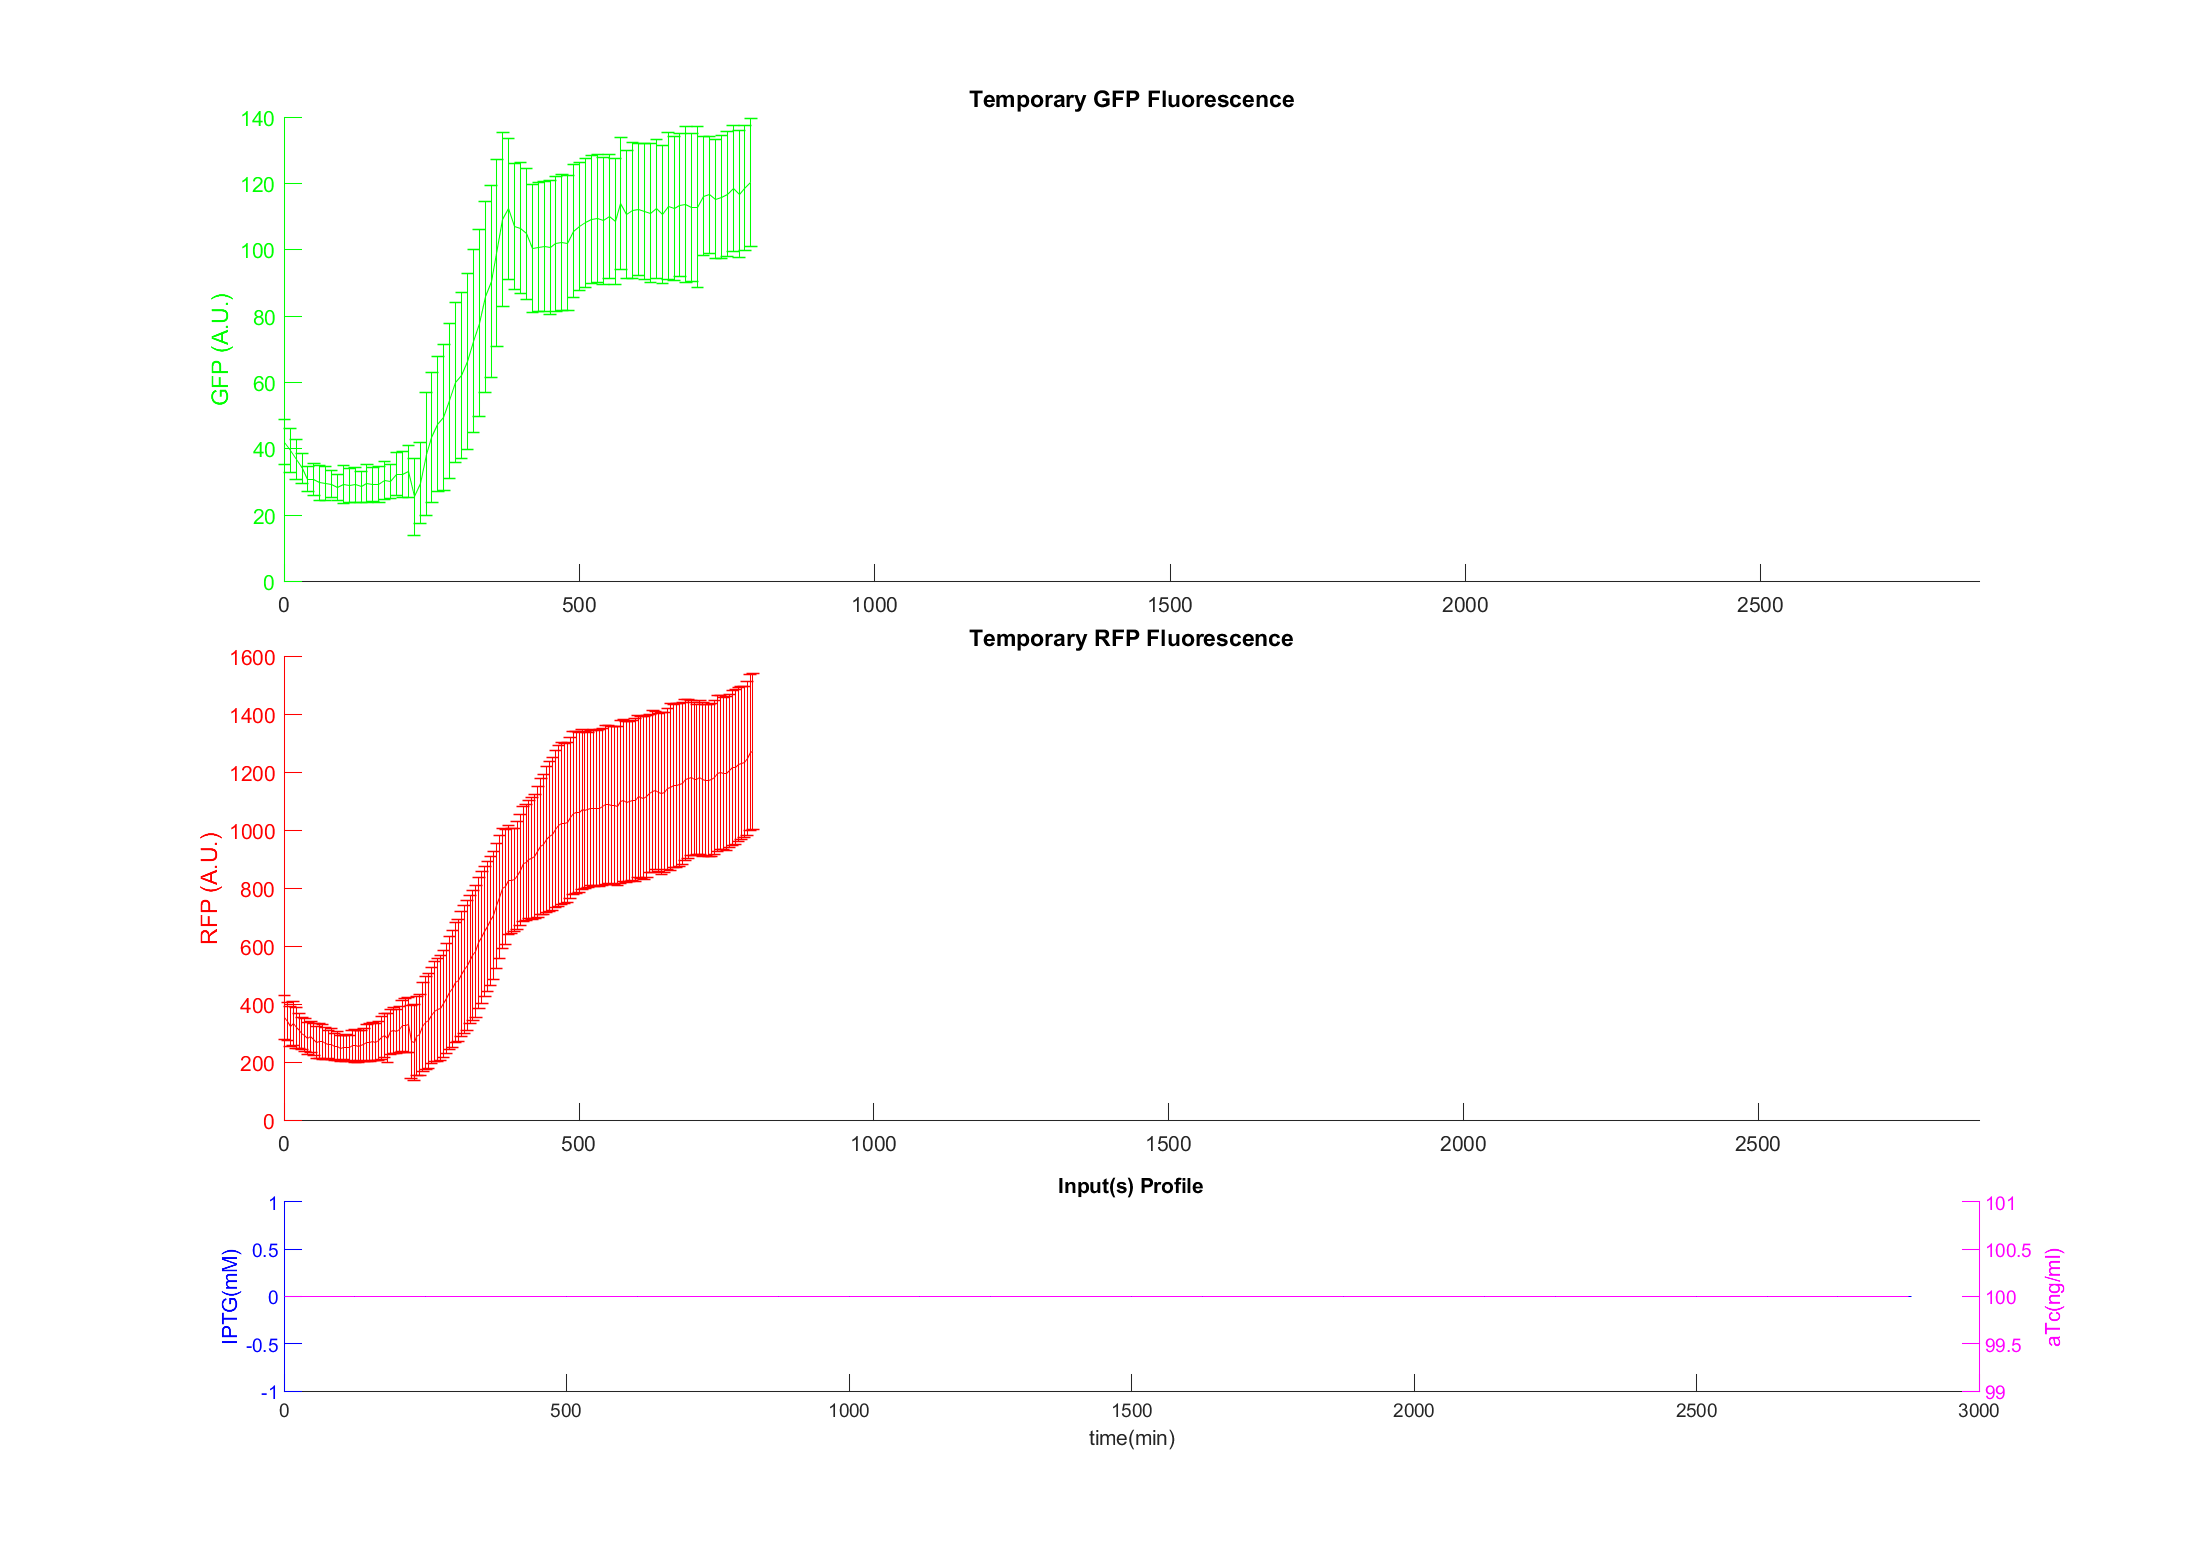 Temporary GFP Fluorescence
140
120
100
80
60
40
20
0
GFP (A.U.)
0 500 1000 1500 2000 2500
Temporary RFP Fluorescence
1600
1400
1200
1000
800
600
400
200
0
RFP (A.U.)
0 500 1000 1500 2000 2500
Input(s) Profile
1
0.5
0
-0.5
-1
IPTG(mM)
101
100.5
100
99.5
99
aTc(ng/ml)
0 500 1000 1500 2000 2500 3000
time(min)